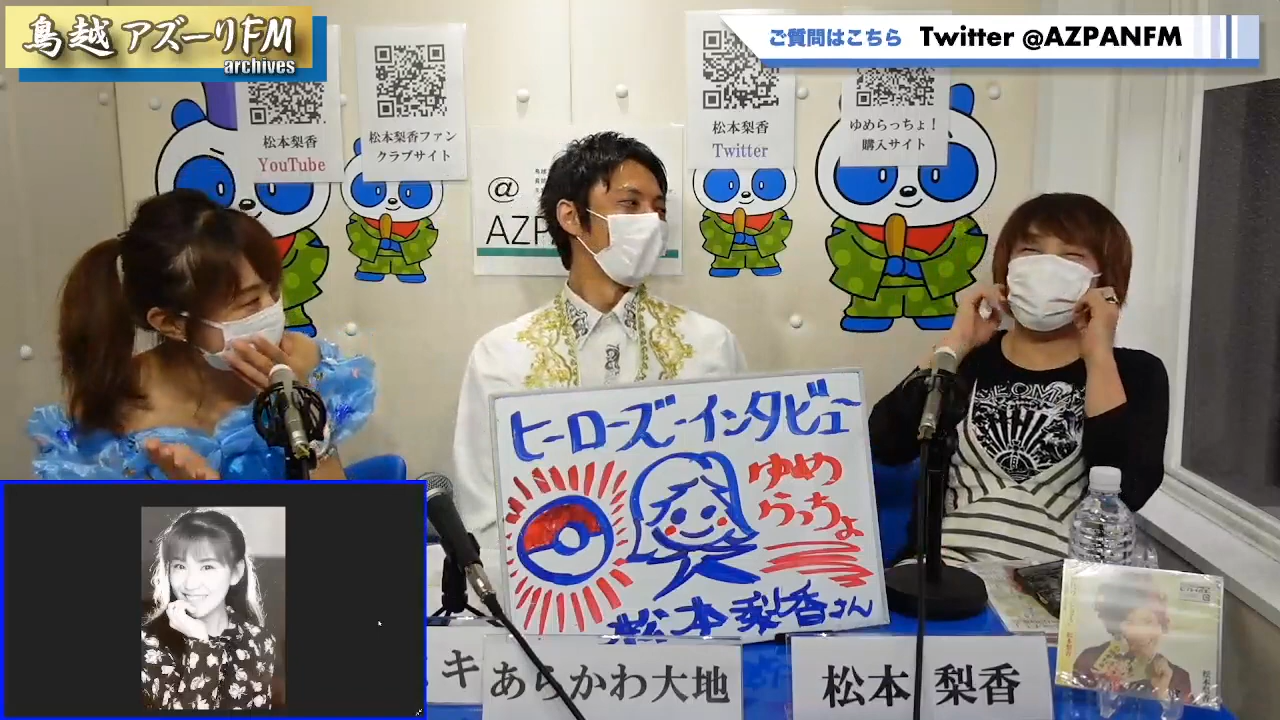 鳥越アズーリFM
archives
ご質問はこちら Twitter @AZPANFM
松本梨香
YouTube
松本梨香ファン
クラブサイト
松本梨香
Twitter
ゆめらっちょ!
購入サイト
@
AZP
ヒーローズ・インタビュー
ゆめ
らっちょ
松本梨香さん
キ
あらかわ大地
松本 梨香